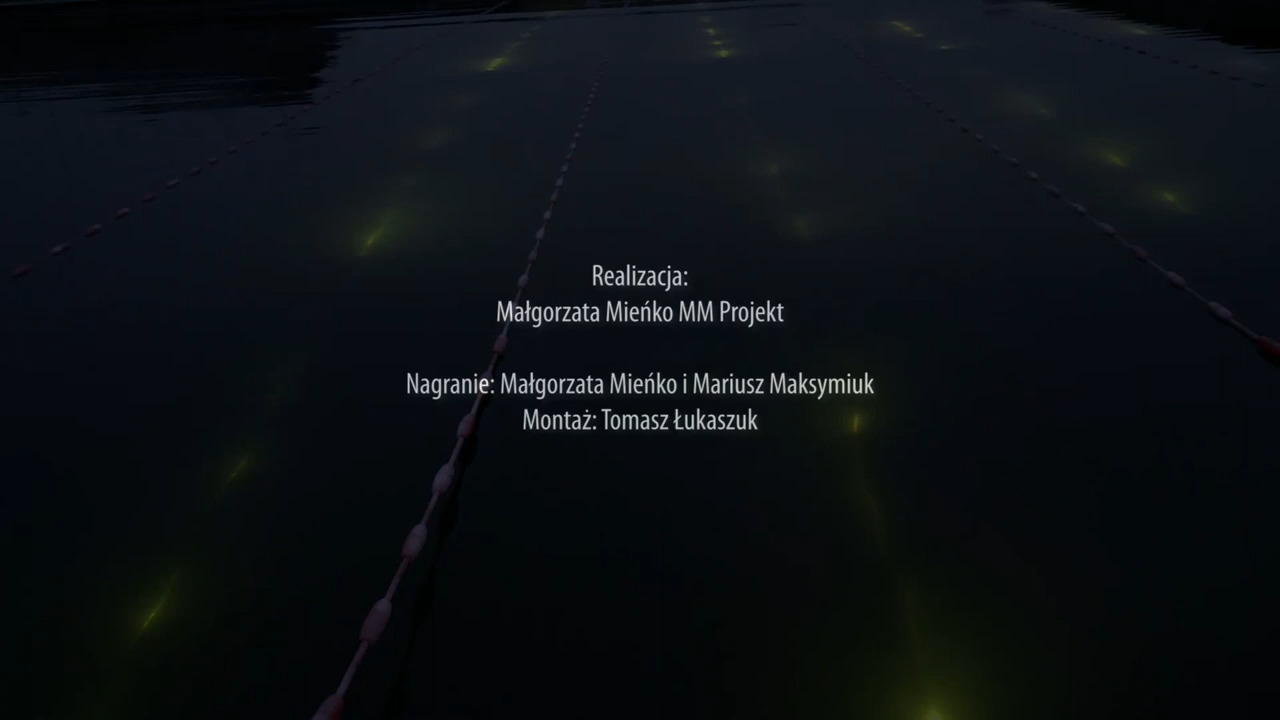 Realizacja:
Małgorzata Mieńko MM Projekt
Nagranie: Małgorzata Mieńko i Mariusz Maksymiuk
Montaż: Tomasz Łukaszuk